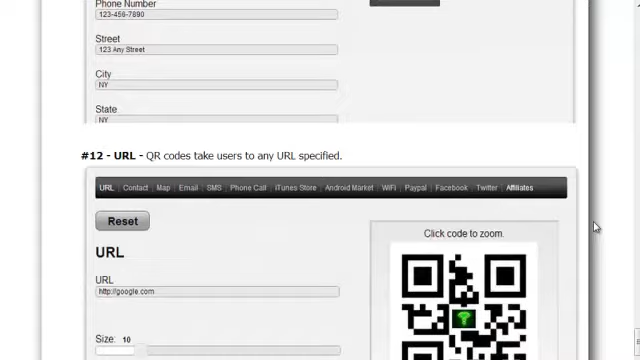 Phone Number
123-456-7890
Street
123 Any Street
City
NY
State
NY
#12 - URL - QR codes take users to any URL specified.
URL | Contact | Map | Email | SMS | Phone Call | iTunes Store | Android Market | WiFi | Paypal | Facebook | Twitter | Affiliates
Reset
Click code to zoom.
URL
URL
http://google.com
Size: 10